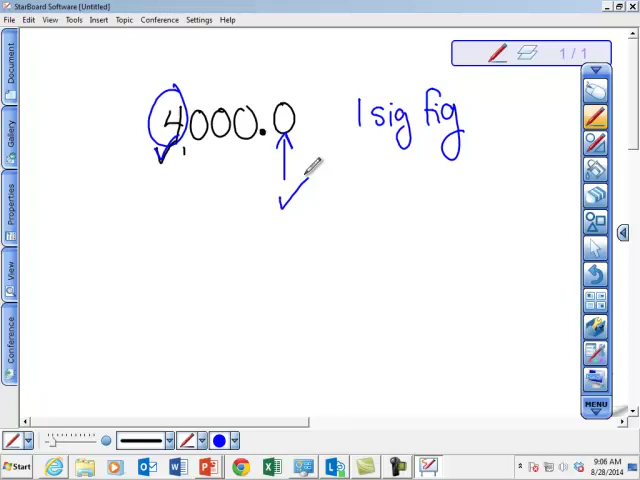 StarBoard Software [Untitled]
File Edit View Tools Insert Topic Conference Settings Help
1 / 1
4000.0 1 sig fig
Document
Gallery
Properties
View
Conference
MENU
Start
9:06 AM
8/28/2014